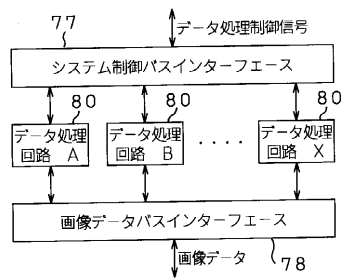 77
データ処理制御信号
システム制御バスインターフェース
80 80 80
データ処理 データ処理 データ処理
回路 A 回路 B ···· 回路 X
画像データバスインターフェース
画像データ 78